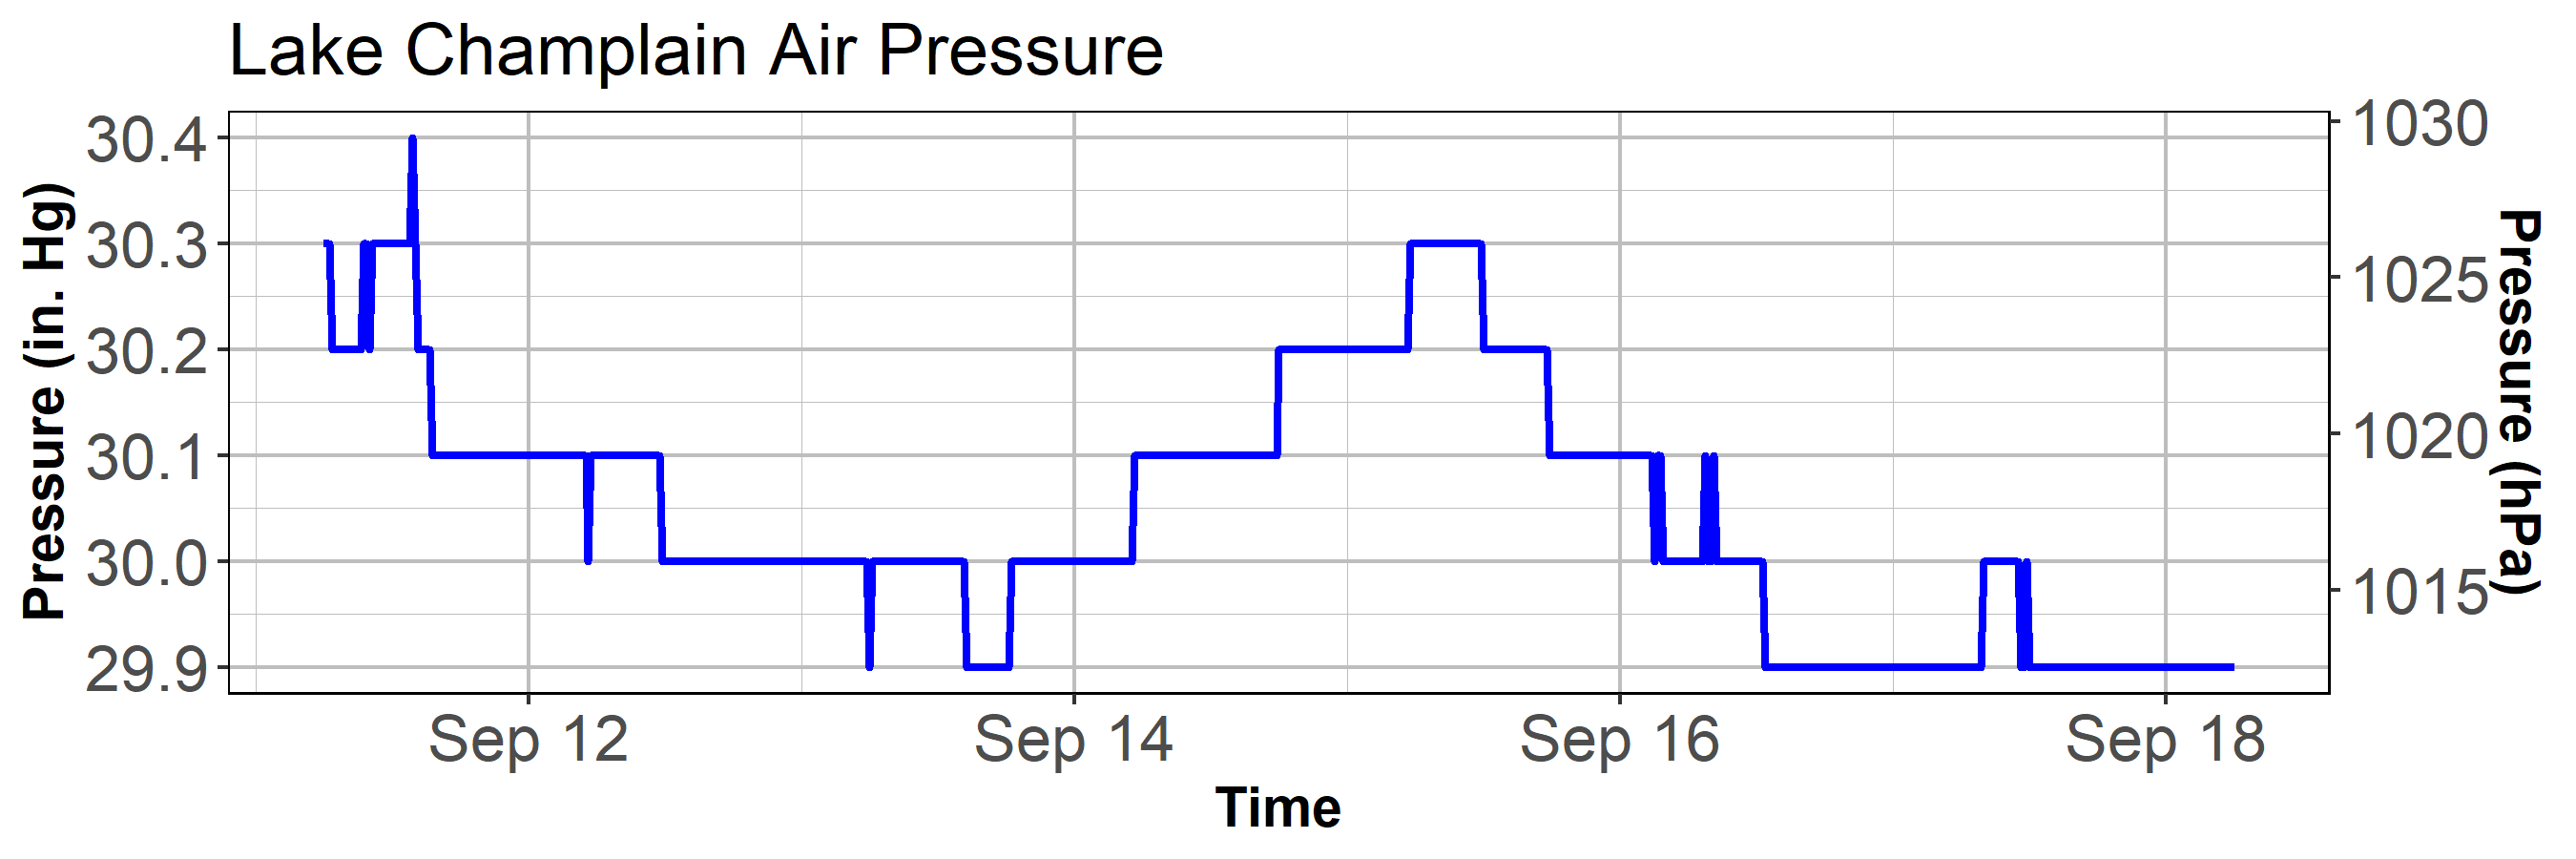 Lake Champlain Air Pressure
30.4
30.3
30.2
30.1
30.0
29.9
Pressure (in. Hg)
1030
1025
1020
1015
Pressure (hPa)
Sep 12
Sep 14
Sep 16
Sep 18
Time